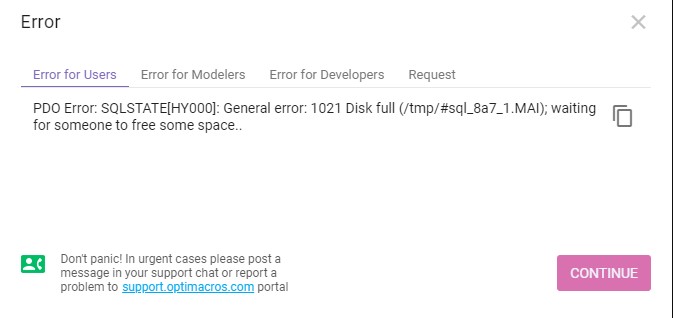 Error
Error for Users Error for Modelers Error for Developers Request
PDO Error: SQLSTATE[HY000]: General error: 1021 Disk full (/tmp/#sql_8a7_1.MAI); waiting
for someone to free some space..
Don't panic! In urgent cases please post a
message in your support chat or report a
problem to support.optimacros.com portal
CONTINUE